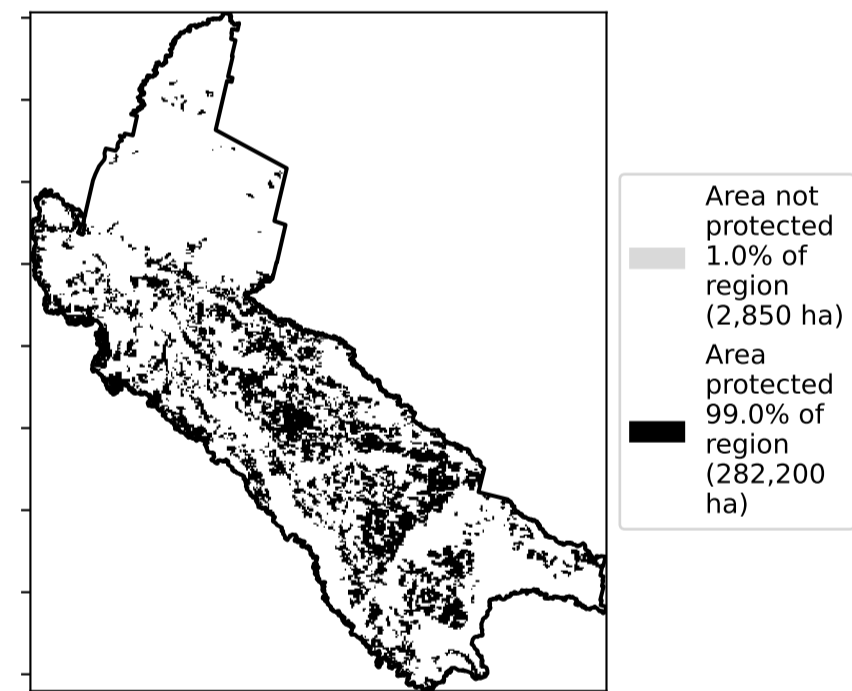 Area not
protected
1.0% of
region
(2,850 ha)
Area
protected
99.0% of
region
(282,200
ha)